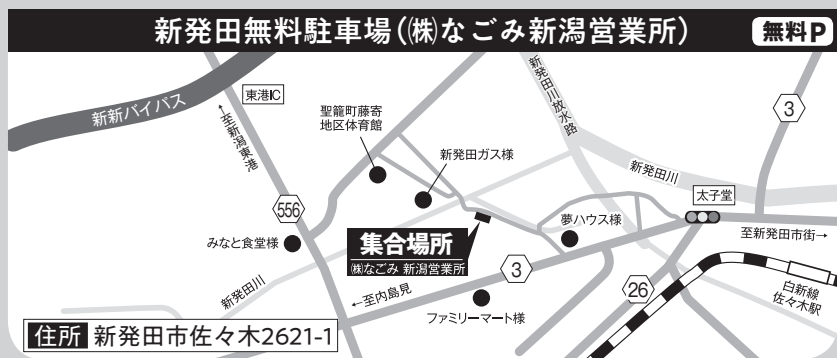 新発田無料駐車場(㈱なごみ新潟営業所)
無料P
新新バイパス
東港IC
←至新潟東港
聖籠町藤寄
地区体育館
新発田ガス様
新発田川放水路
3
新発田川
太子堂
556
みなと食堂様
集合場所
㈱なごみ 新潟営業所
夢ハウス様
至新発田市街→
新発田川
←至内島見
3
26
白新線
佐々木駅
ファミリーマート様
住所 新発田市佐々木2621-1